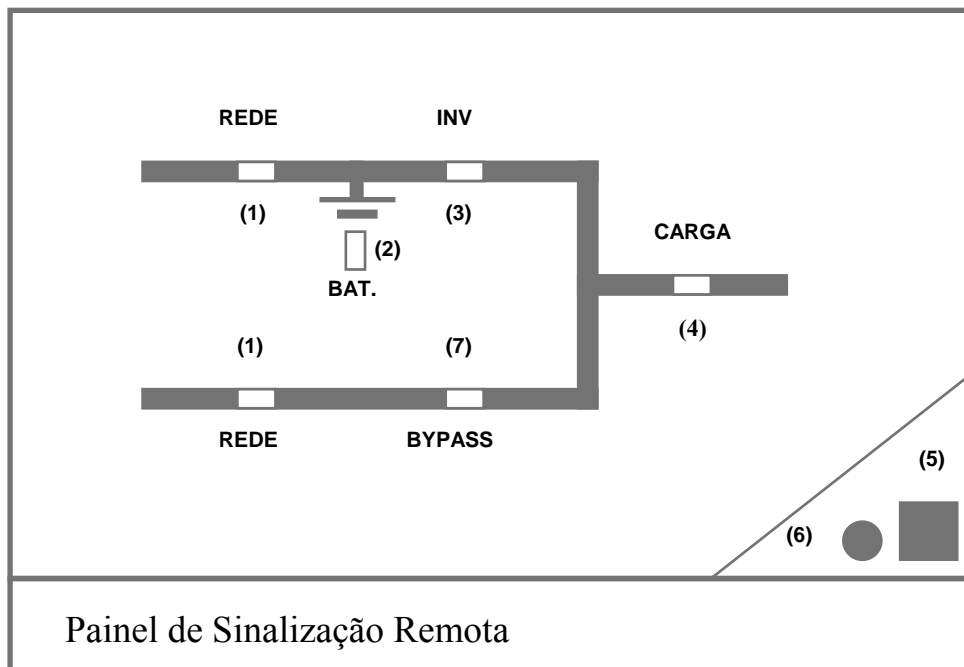 REDE INV
(1) (3)
(2)
BAT.
CARGA
(4)
(1) (7)
REDE BYPASS
(5)
(6)
Painel de Sinalização Remota